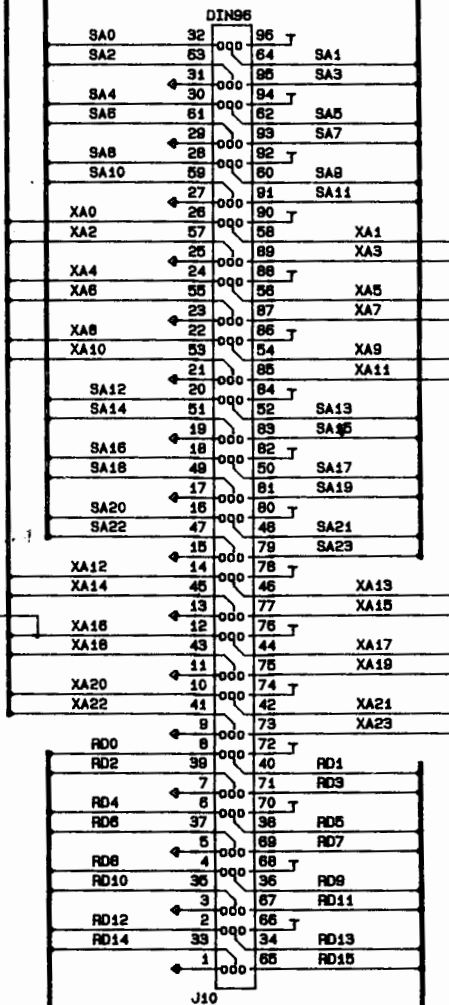 DIN96
SA0 32 96
SA2 63 64 SA1
31 95 SA3
SA4 30 94
SA6 61 62 SA5
29 93 SA7
SA8 28 92
SA10 59 60 SA9
27 91 SA11
XA0 26 90
XA2 57 58 XA1
25 89 XA3
XA4 24 88
XA6 55 56 XA5
23 87 XA7
XA8 22 86
XA10 53 54 XA9
21 85 XA11
SA12 20 84
SA14 51 52 SA13
19 83 SA15
SA16 18 82
SA18 49 50 SA17
17 81 SA19
SA20 16 80
SA22 47 48 SA21
15 79 SA23
XA12 14 78
XA14 45 46 XA13
13 77 XA15
XA16 12 76
XA18 43 44 XA17
11 75 XA19
XA20 10 74
XA22 41 42 XA21
9 73 XA23
RD0 8 72
RD2 39 40 RD1
7 71 RD3
RD4 6 70
RD6 37 38 RD5
5 69 RD7
RD8 4 68
RD10 35 36 RD9
3 67 RD11
RD12 2 66
RD14 33 34 RD13
1 65 RD15
J10